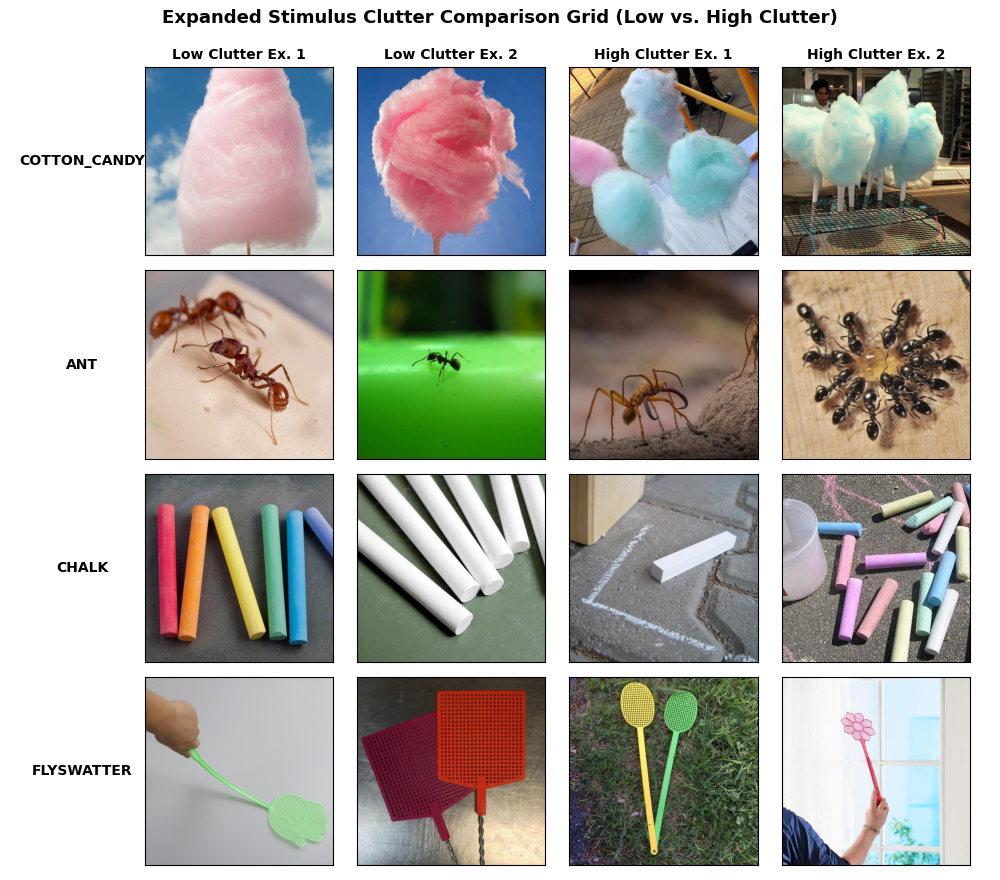 Expanded Stimulus Clutter Comparison Grid (Low vs. High Clutter)
Low Clutter Ex. 1
Low Clutter Ex. 2
High Clutter Ex. 1
High Clutter Ex. 2
COTTON_CANDY
ANT
CHALK
FLYSWATTER